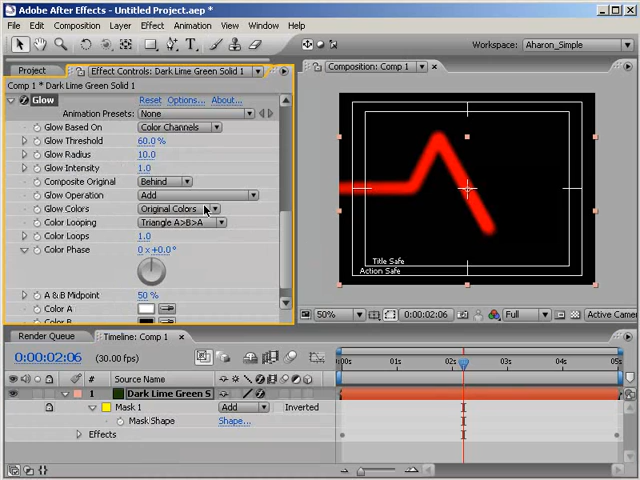 Adobe After Effects - Untitled Project.aep *
File Edit Composition Layer Effect Animation View Window Help
Workspace: Aharon_Simple
Project Effect Controls: Dark Lime Green Solid 1
Comp 1 * Dark Lime Green Solid 1
Glow Reset Options... About...
Animation Presets: None
Glow Based On Color Channels
Glow Threshold 60.0 %
Glow Radius 10.0
Glow Intensity 1.0
Composite Original Behind
Glow Operation Add
Glow Colors Original Colors
Color Looping Triangle A>B>A
Color Loops 1.0
Color Phase 0 x+0.0°
A & B Midpoint 50 %
Color A
Composition: Comp 1
Title Safe
Action Safe
50% 0:00:02:06 Full Active Camer
Render Queue Timeline: Comp 1
0:00:02:06 (30.00 fps)
:00s 01s 02s 03s 04s 05s
# Source Name
1 Dark Lime Green S
Mask 1 Add Inverted
Mask Shape Shape...
Effects